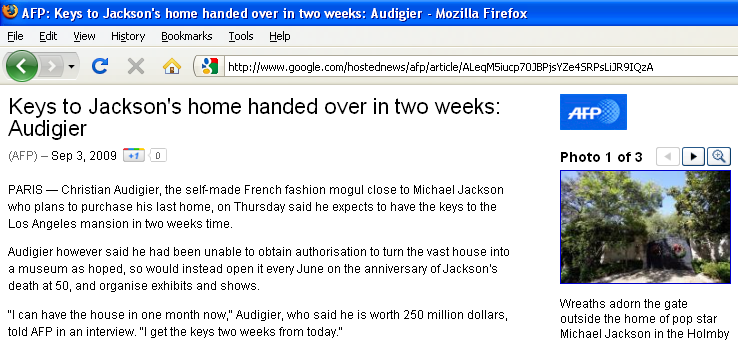 AFP: Keys to Jackson's home handed over in two weeks: Audigier - Mozilla Firefox
File Edit View History Bookmarks Tools Help
http://www.google.com/hostednews/afp/article/ALeqM5iucp70JBPjsYZe4SRPsLiJR9IQzA
Keys to Jackson's home handed over in two weeks:
Audigier
(AFP) – Sep 3, 2009 +1 0
PARIS — Christian Audigier, the self-made French fashion mogul close to Michael Jackson
who plans to purchase his last home, on Thursday said he expects to have the keys to the
Los Angeles mansion in two weeks time.
Audigier however said he had been unable to obtain authorisation to turn the vast house into
a museum as hoped, so would instead open it every June on the anniversary of Jackson's
death at 50, and organise exhibits and shows.
"I can have the house in one month now," Audigier, who said he is worth 250 million dollars,
told AFP in an interview. "I get the keys two weeks from today."
AFP
Photo 1 of 3
Wreaths adorn the gate
outside the home of pop star
Michael Jackson in the Holmby